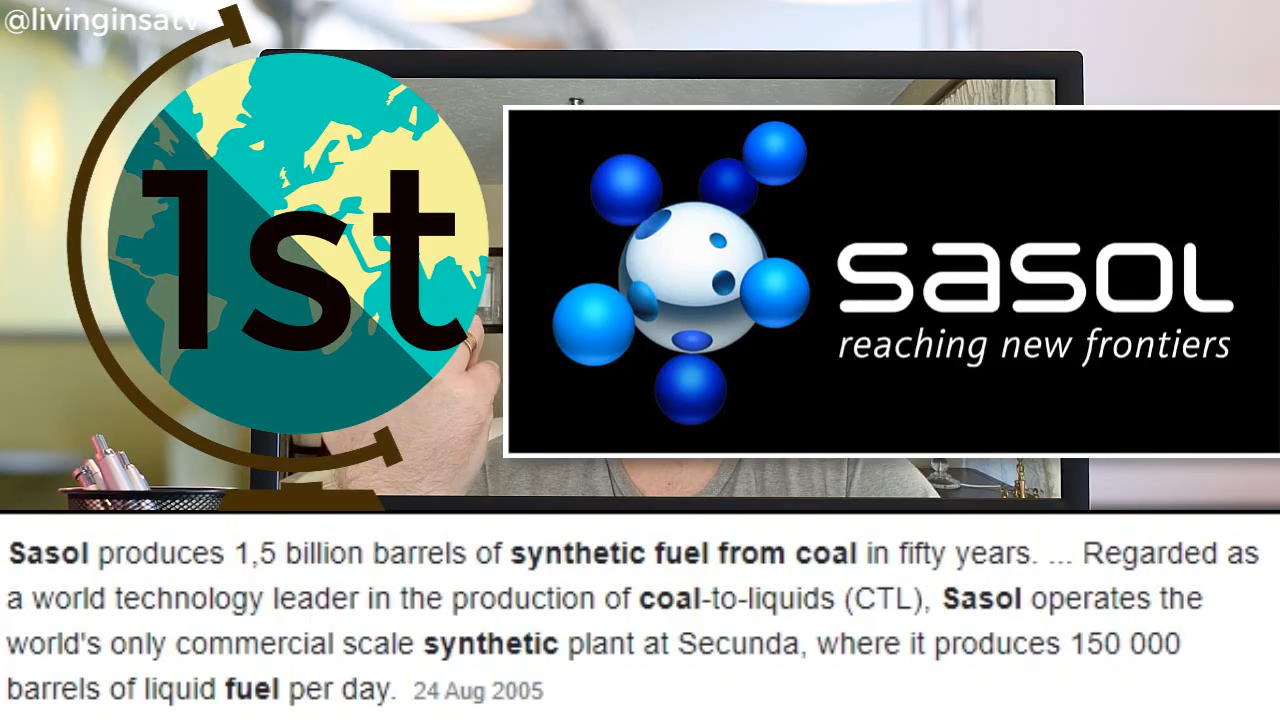 @livinginsatv
1st
sasol
reaching new frontiers
Sasol produces 1,5 billion barrels of synthetic fuel from coal in fifty years. ... Regarded as
a world technology leader in the production of coal-to-liquids (CTL), Sasol operates the
world's only commercial scale synthetic plant at Secunda, where it produces 150 000
barrels of liquid fuel per day. 24 Aug 2005